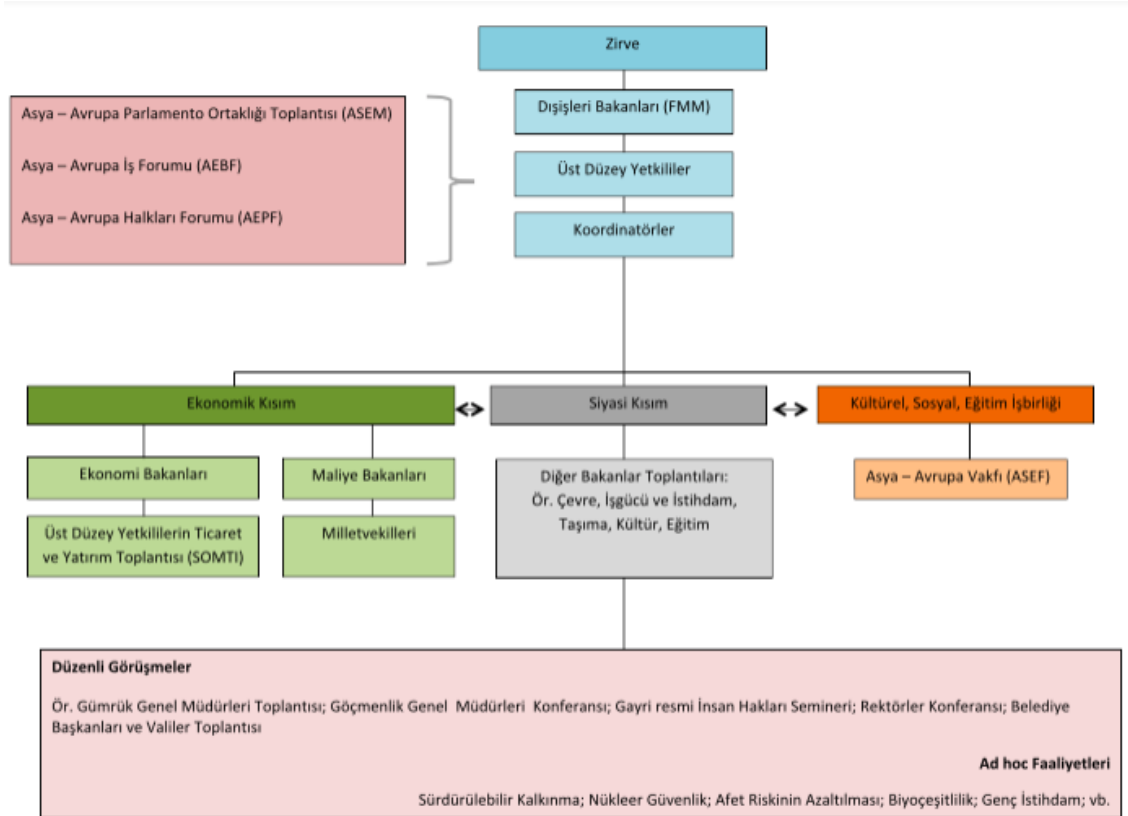 Zirve
Dışişleri Bakanları (FMM)
Üst Düzey Yetkililer
Koordinatörler
Asya – Avrupa Parlamento Ortaklığı Toplantısı (ASEM)
Asya – Avrupa İş Forumu (AEBF)
Asya – Avrupa Halkları Forumu (AEPF)
Ekonomik Kısım
Siyasi Kısım
Kültürel, Sosyal, Eğitim İşbirliği
Ekonomi Bakanları
Üst Düzey Yetkililerin Ticaret
ve Yatırım Toplantısı (SOMTI)
Maliye Bakanları
Milletvekilleri
Diğer Bakanlar Toplantıları:
Ör. Çevre, İşgücü ve İstihdam,
Taşıma, Kültür, Eğitim
Asya – Avrupa Vakfı (ASEF)
Düzenli Görüşmeler
Ör. Gümrük Genel Müdürleri Toplantısı; Göçmenlik Genel Müdürleri Konferansı; Gayri resmi İnsan Hakları Semineri; Rektörler Konferansı; Belediye
Başkanları ve Valiler Toplantısı
Ad hoc Faaliyetleri
Sürdürülebilir Kalkınma; Nükleer Güvenlik; Afet Riskinin Azaltılması; Biyoçeşitlilik; Genç İstihdam; vb.